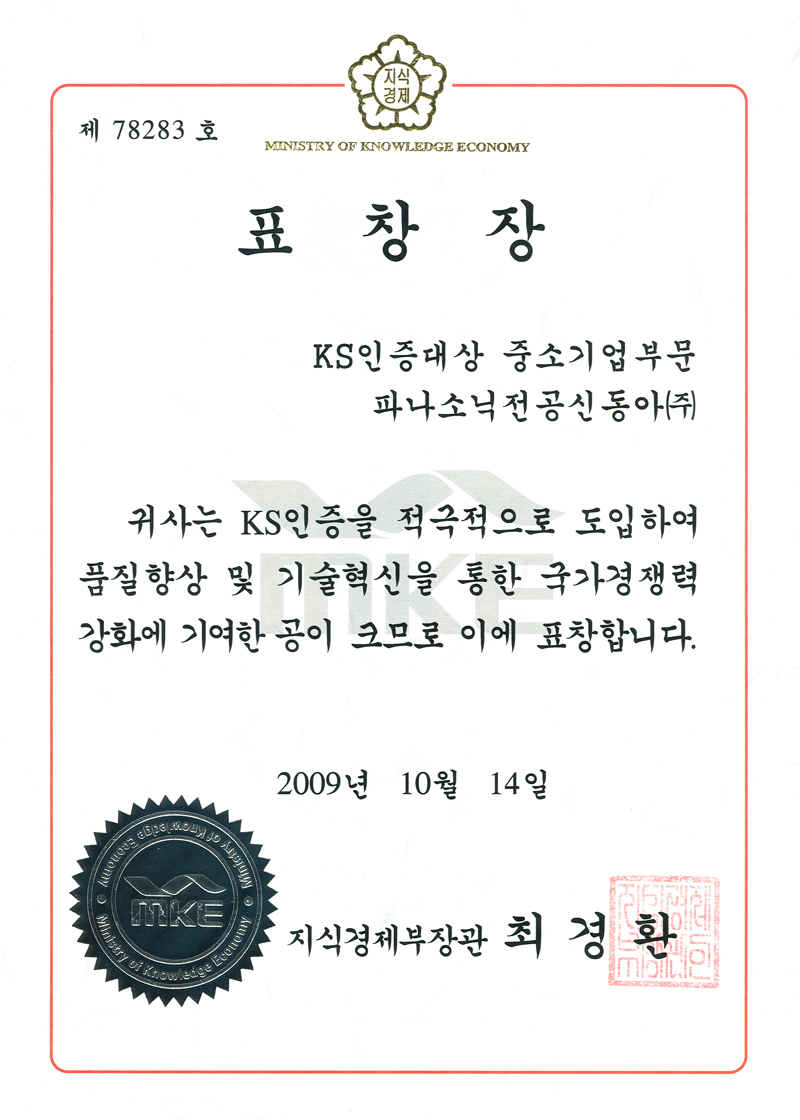 지식
경제
제 78283 호
MINISTRY OF KNOWLEDGE ECONOMY
표 창 장
KS인증대상 중소기업부문
파나소닉전공신동아(주)
귀사는 KS인증을 적극적으로 도입하여
품질향상 및 기술혁신을 통한 국가경쟁력
강화에 기여한 공이 크므로 이에 표창합니다.
MKE
2009년 10월 14일
Ministry of Knowledge Economy
MKE
Ministry of Knowledge Economy
지식경제부장관 최 경 환